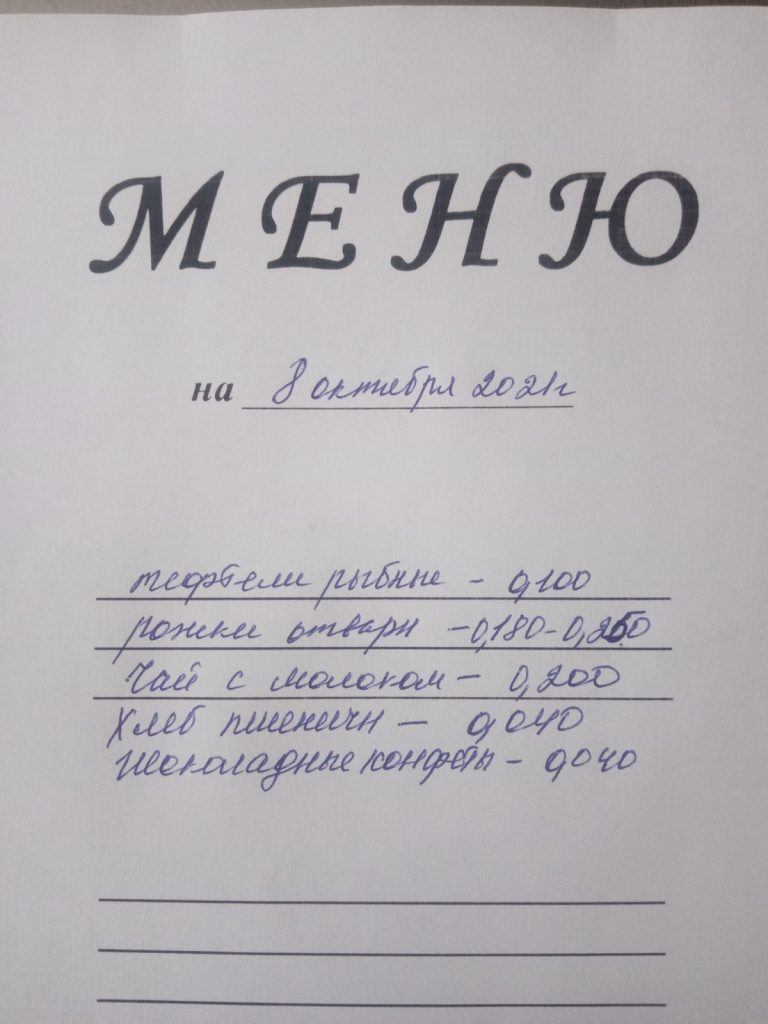 МЕНЮ
на 8 октября 2021г
тефтели рыбные - 0,100
рожки отварн - 0,180 - 0,250
Чай с молоком - 0,200
Хлеб пшеничн - 0,040
Шоколадные конфеты - 0,040